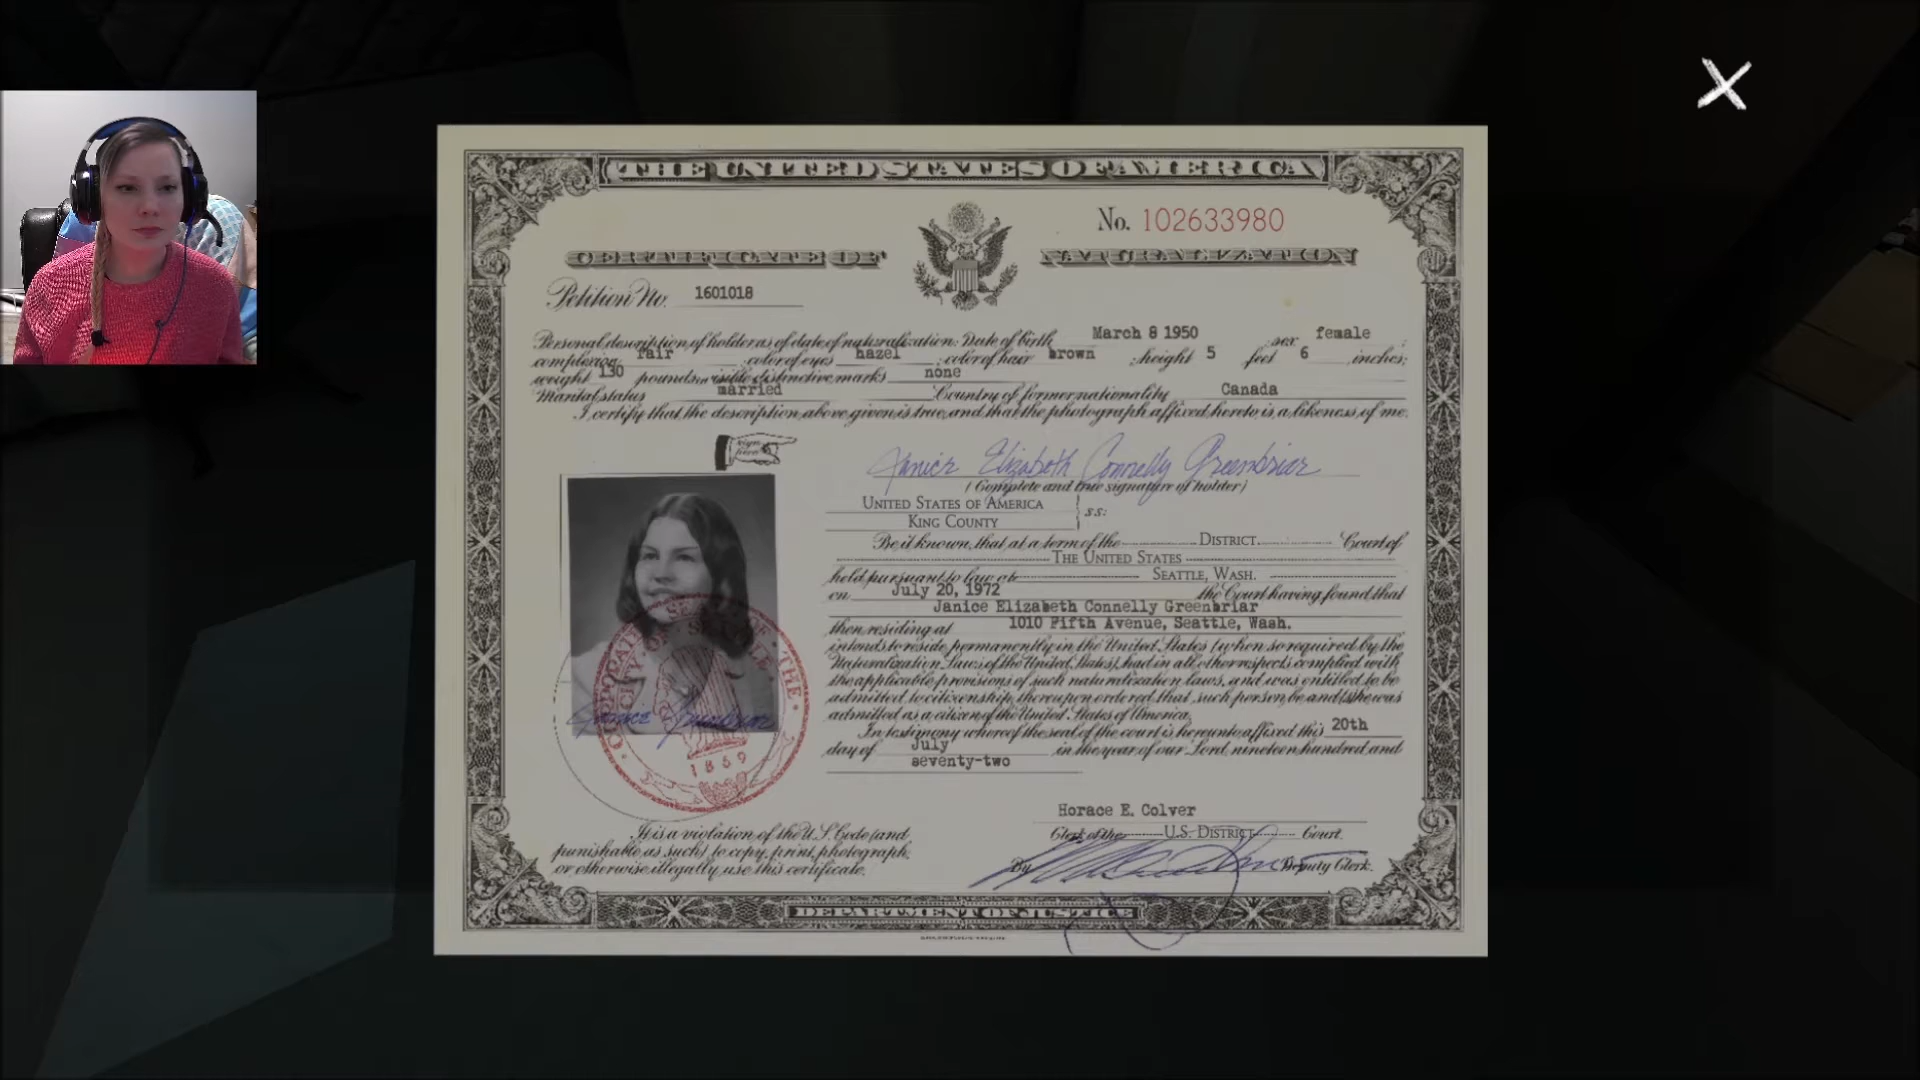 THE UNITED STATES OF AMERICA
No. 102633980
CERTIFICATE OF NATURALIZATION
Petition No. 1601018
Personal description of holder as of date of naturalization: Date of birth March 8 1950 sex female
complexion fair color of eyes hazel color of hair brown height 5 feet 6 inches;
weight 130 pounds visible distinctive marks none
Marital status married Country of former nationality Canada
I certify that the description above given is true, and that the photograph affixed hereto is a likeness of me.
sign here
Janice Elizabeth Connelly Greenbriar
(Complete and true signature of holder)
UNITED STATES OF AMERICA
KING COUNTY
ss:
Be it known, that at a term of the DISTRICT Court of
THE UNITED STATES
held pursuant to law at SEATTLE, WASH.
on July 20, 1972 the Court having found that
Janice Elizabeth Connelly Greenbriar
then residing at 1010 Fifth Avenue, Seattle, Wash.
intends to reside permanently in the United States (when so required by the
Naturalization Laws of the United States), had in all other respects complied with
the applicable provisions of such naturalization laws, and was entitled to be
admitted to citizenship, thereupon ordered that such person be and (s)he was
admitted as a citizen of the United States of America.
In testimony whereof the seal of the court is hereunto affixed this 20th
day of July in the year of our Lord nineteen hundred and
seventy-two
Janice Greenbriar
CORPORATE SEAL OF THE
CITY OF SEATTLE
1869
It is a violation of the U.S. Code (and
punishable as such) to copy, print, photograph,
or otherwise illegally use this certificate.
Horace E. Colver
Clerk of the U.S. DISTRICT Court.
By Deputy Clerk.
DEPARTMENT OF JUSTICE